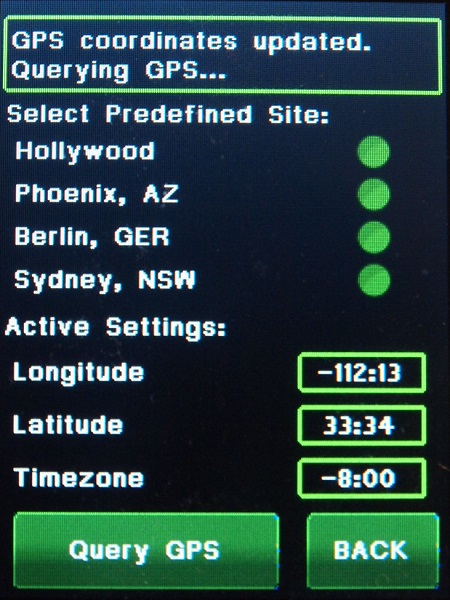 GPS coordinates updated.
Querying GPS...
Select Predefined Site:
Hollywood
Phoenix, AZ
Berlin, GER
Sydney, NSW
Active Settings:
Longitude -112:13
Latitude 33:34
Timezone -8:00
Query GPS BACK